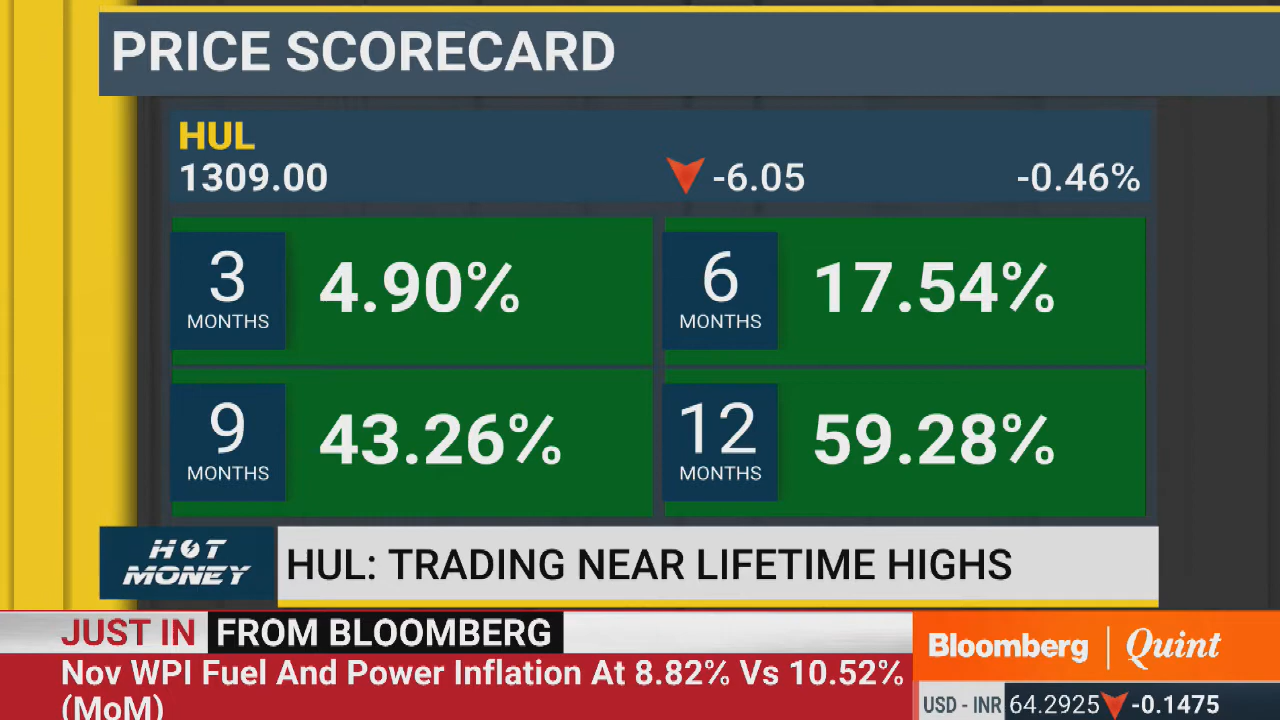 PRICE SCORECARD
HUL
1309.00 -6.05 -0.46%
3 MONTHS 4.90%
6 MONTHS 17.54%
9 MONTHS 43.26%
12 MONTHS 59.28%
HOT MONEY
HUL: TRADING NEAR LIFETIME HIGHS
JUST IN FROM BLOOMBERG
Nov WPI Fuel And Power Inflation At 8.82% Vs 10.52%
(MoM)
Bloomberg | Quint
USD - INR 64.2925 -0.1475